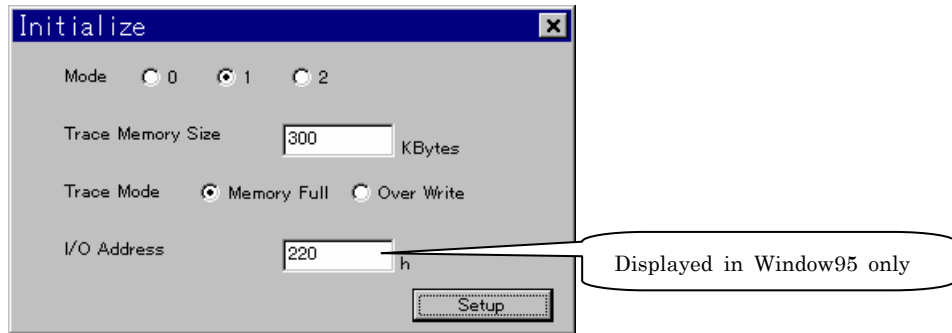 Initialize
Mode 0 1 2
Trace Memory Size 300 KBytes
Trace Mode Memory Full Over Write
I/O Address 220 h
Displayed in Window95 only
Setup